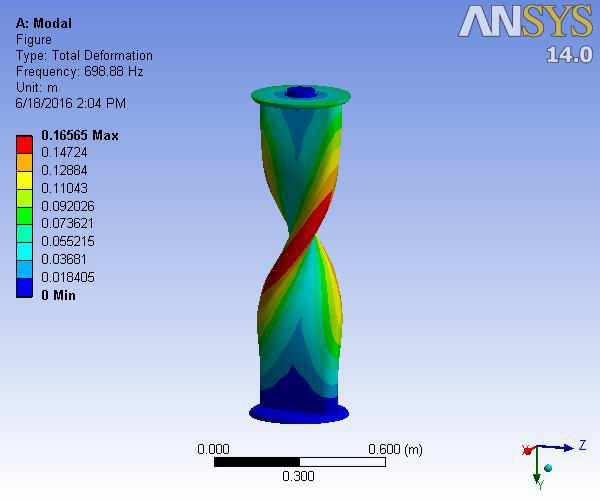 A: Modal
Figure
Type: Total Deformation
Frequency: 698.88 Hz
Unit: m
6/18/2016 2:04 PM
ANSYS
14.0
0.16565 Max
0.14724
0.12884
0.11043
0.092026
0.073621
0.055215
0.03681
0.018405
0 Min
0.000
0.600 (m)
0.300
X
Z
Y